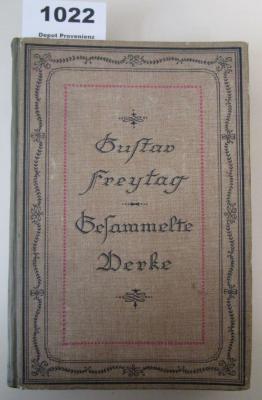 1022
Depot Provenienz
Gustav
Freytag
Gesammelte
Werke